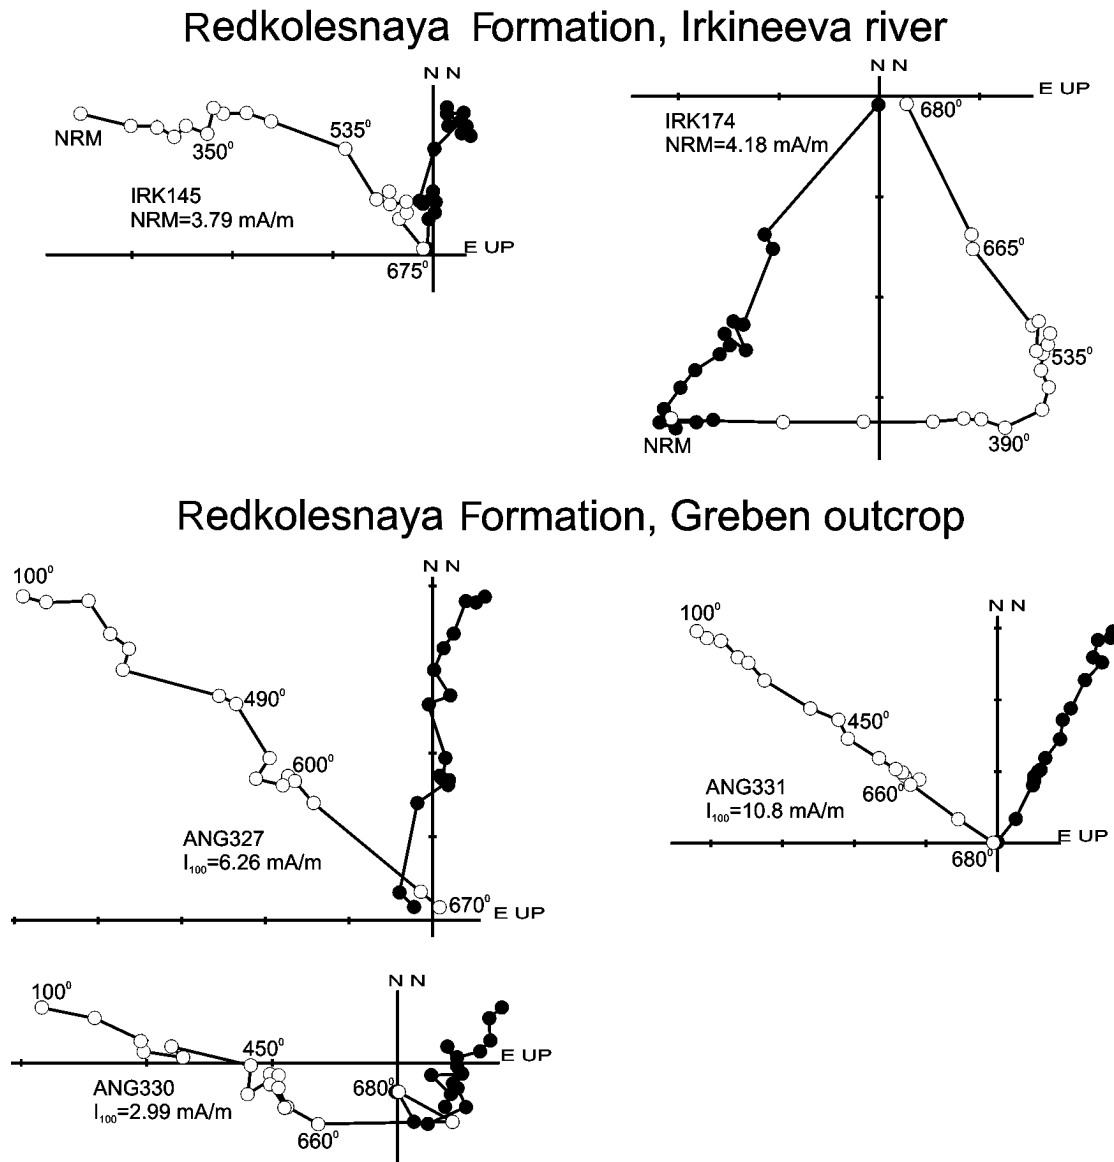 Redkolesnaya Formation, Irkineeva river
N N
NRM
350⁰
535⁰
IRK145
NRM=3.79 mA/m
E UP
675⁰
N N
E UP
IRK174
NRM=4.18 mA/m
680⁰
665⁰
535⁰
NRM
390⁰
Redkolesnaya Formation, Greben outcrop
N N
100⁰
490⁰
600⁰
ANG327
I₁₀₀=6.26 mA/m
670⁰
E UP
N N
100⁰
450⁰
ANG331
I₁₀₀=10.8 mA/m
660⁰
E UP
680⁰
N N
100⁰
450⁰
E UP
ANG330
I₁₀₀=2.99 mA/m
680⁰
660⁰